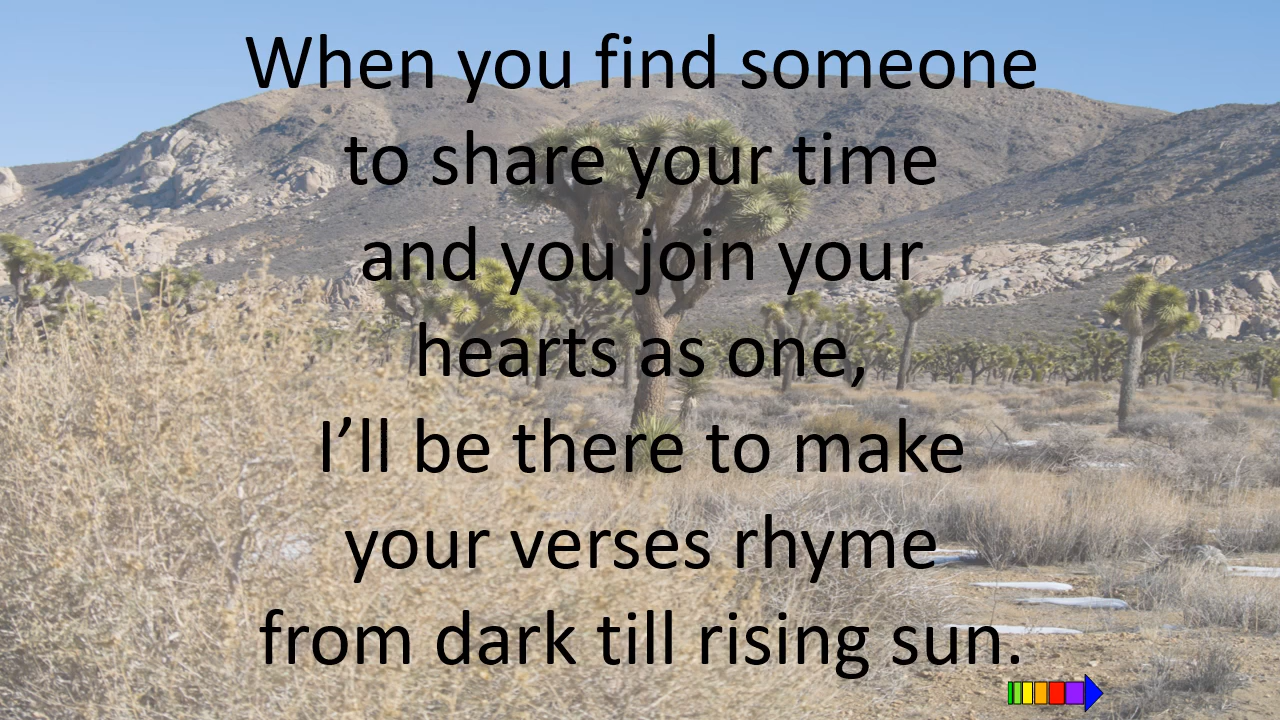 When you find someone
to share your time
and you join your
hearts as one,
I’ll be there to make
your verses rhyme
from dark till rising sun.